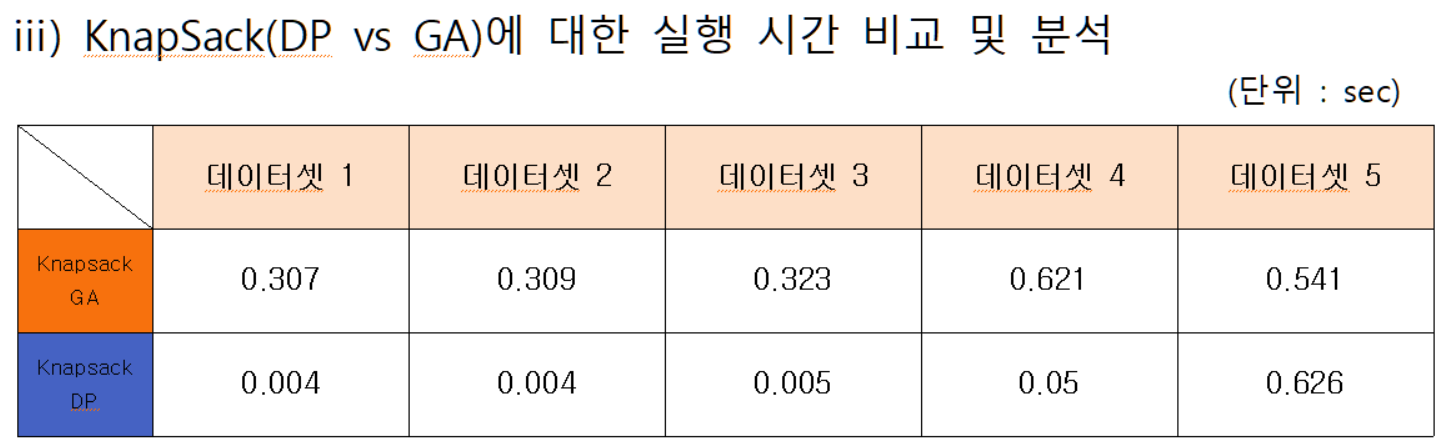 iii) KnapSack(DP vs GA)에 대한 실행 시간 비교 및 분석
(단위 : sec)
데이터셋 1 데이터셋 2 데이터셋 3 데이터셋 4 데이터셋 5
Knapsack
GA
0.307 0.309 0.323 0.621 0.541
Knapsack
DP
0.004 0.004 0.005 0.05 0.626